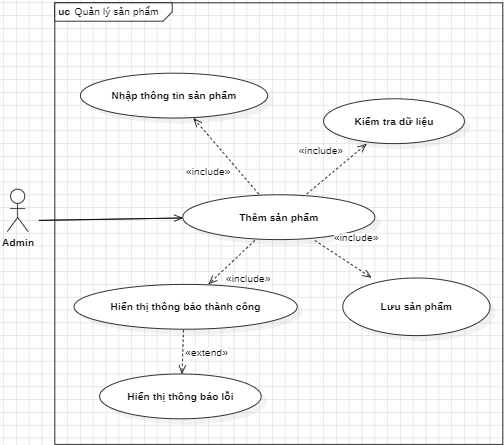 uc Quản lý sản phẩm
Nhập thông tin sản phẩm
Kiểm tra dữ liệu
«include»
«include»
Thêm sản phẩm
Admin
«include»
«include»
Hiển thị thông báo thành công
Lưu sản phẩm
«extend»
Hiển thị thông báo lỗi